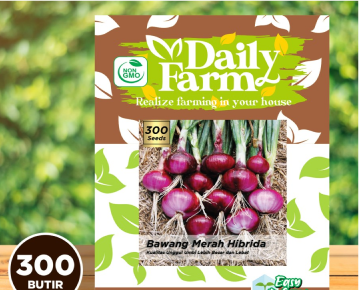 Daily
Farm
NON
GMO
Realize farming in your house
300
Seeds
Bawang Merah Hibrida
Kualitas Unggul Umbi Lebih Besar dan Lebat
300
BUTIR
Easy